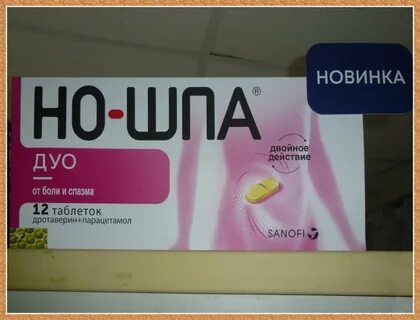 НОВИНКА
НО-ШПА®
ДУО
двойное
действие
от боли и спазма
12 таблеток
дротаверин+парацетамол
SANOFI